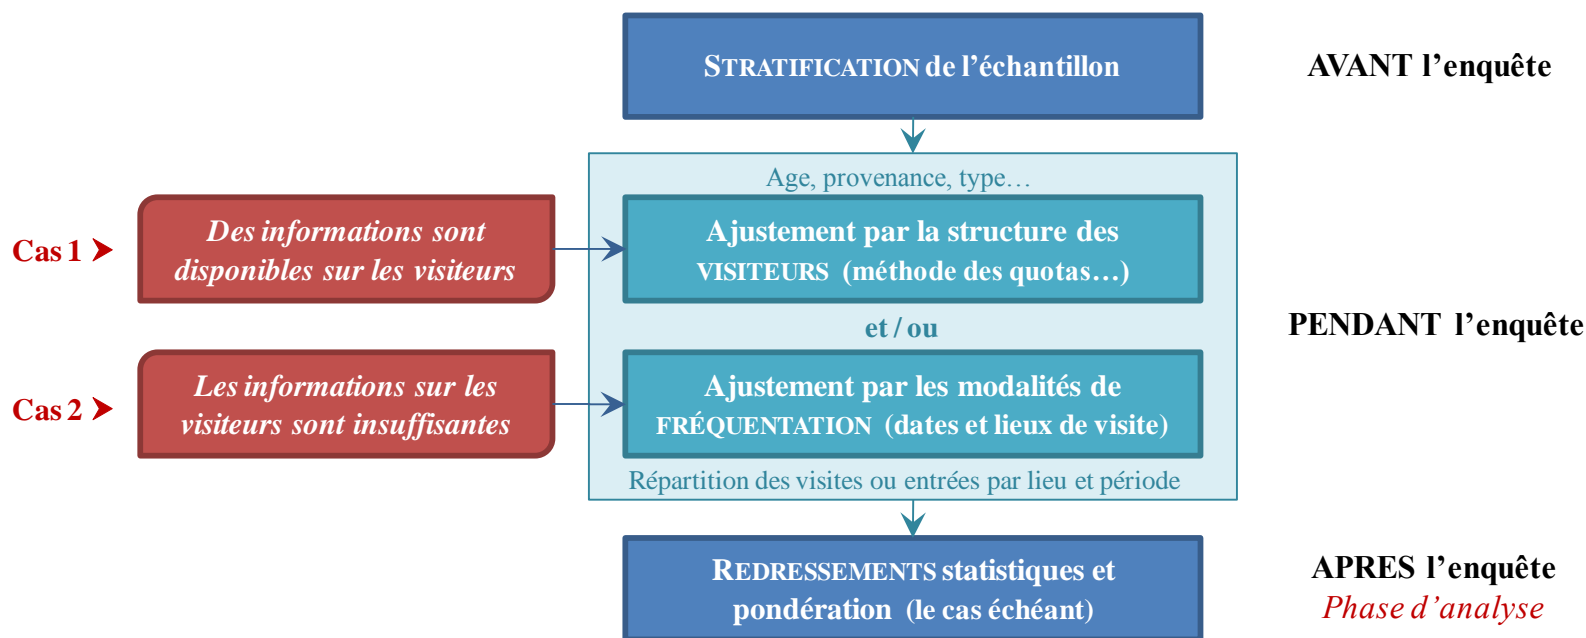 STRATIFICATION de l’échantillon
AVANT l’enquête
Age, provenance, type…
Cas 1 ➤
Des informations sont
disponibles sur les visiteurs
Ajustement par la structure des
VISITEURS (méthode des quotas…)
et / ou
PENDANT l’enquête
Cas 2 ➤
Les informations sur les
visiteurs sont insuffisantes
Ajustement par les modalités de
FRÉQUENTATION (dates et lieux de visite)
Répartition des visites ou entrées par lieu et période
REDRESSEMENTS statistiques et
pondération (le cas échéant)
APRES l’enquête
Phase d’analyse